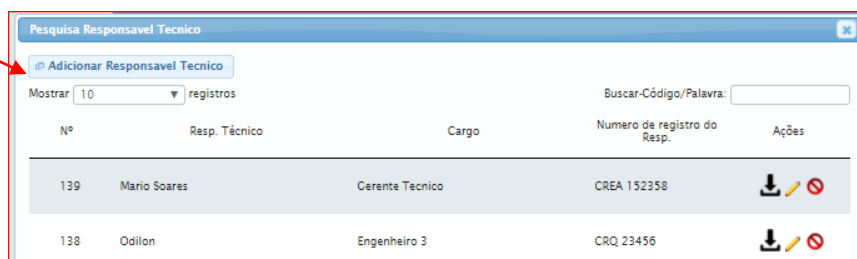 Pesquisa Responsavel Tecnico
Adicionar Responsavel Tecnico
Mostrar 10 registros Buscar-Código/Palavra:
Nº Resp. Técnico Cargo Numero de registro do Resp. Ações
139 Mario Soares Gerente Tecnico CREA 152358
138 Odilon Engenheiro 3 CRQ 23456